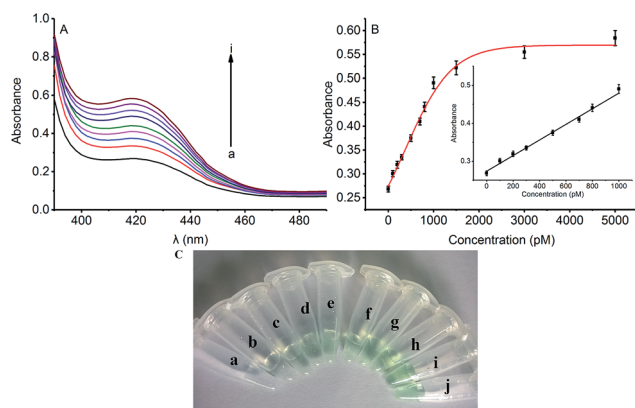 A
i
a
Absorbance
1.0
0.8
0.6
0.4
0.2
0.0
400 420 440 460 480
λ (nm)
B
Absorbance
0.60
0.55
0.50
0.45
0.40
0.35
0.30
0.25
0 1000 2000 3000 4000 5000
Concentration (pM)
Absorbance
0.5
0.4
0.3
0 200 400 600 800 1000
Concentration (pM)
C
a
b
c
d
e
f
g
h
i
j